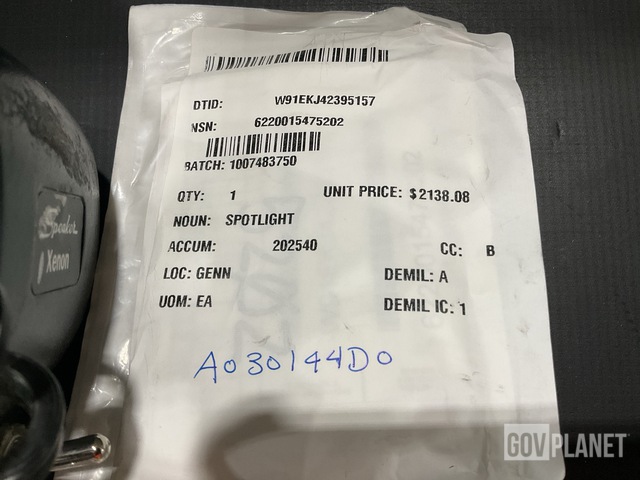 DTID: W91EKJ42395157
NSN: 6220015475202
BATCH: 1007483750
QTY: 1 UNIT PRICE: $2138.08
NOUN: SPOTLIGHT
ACCUM: 202540 CC: B
LOC: GENN DEMIL: A
UOM: EA DEMIL IC: 1
A030144D0
Xenon
GOVPLANET